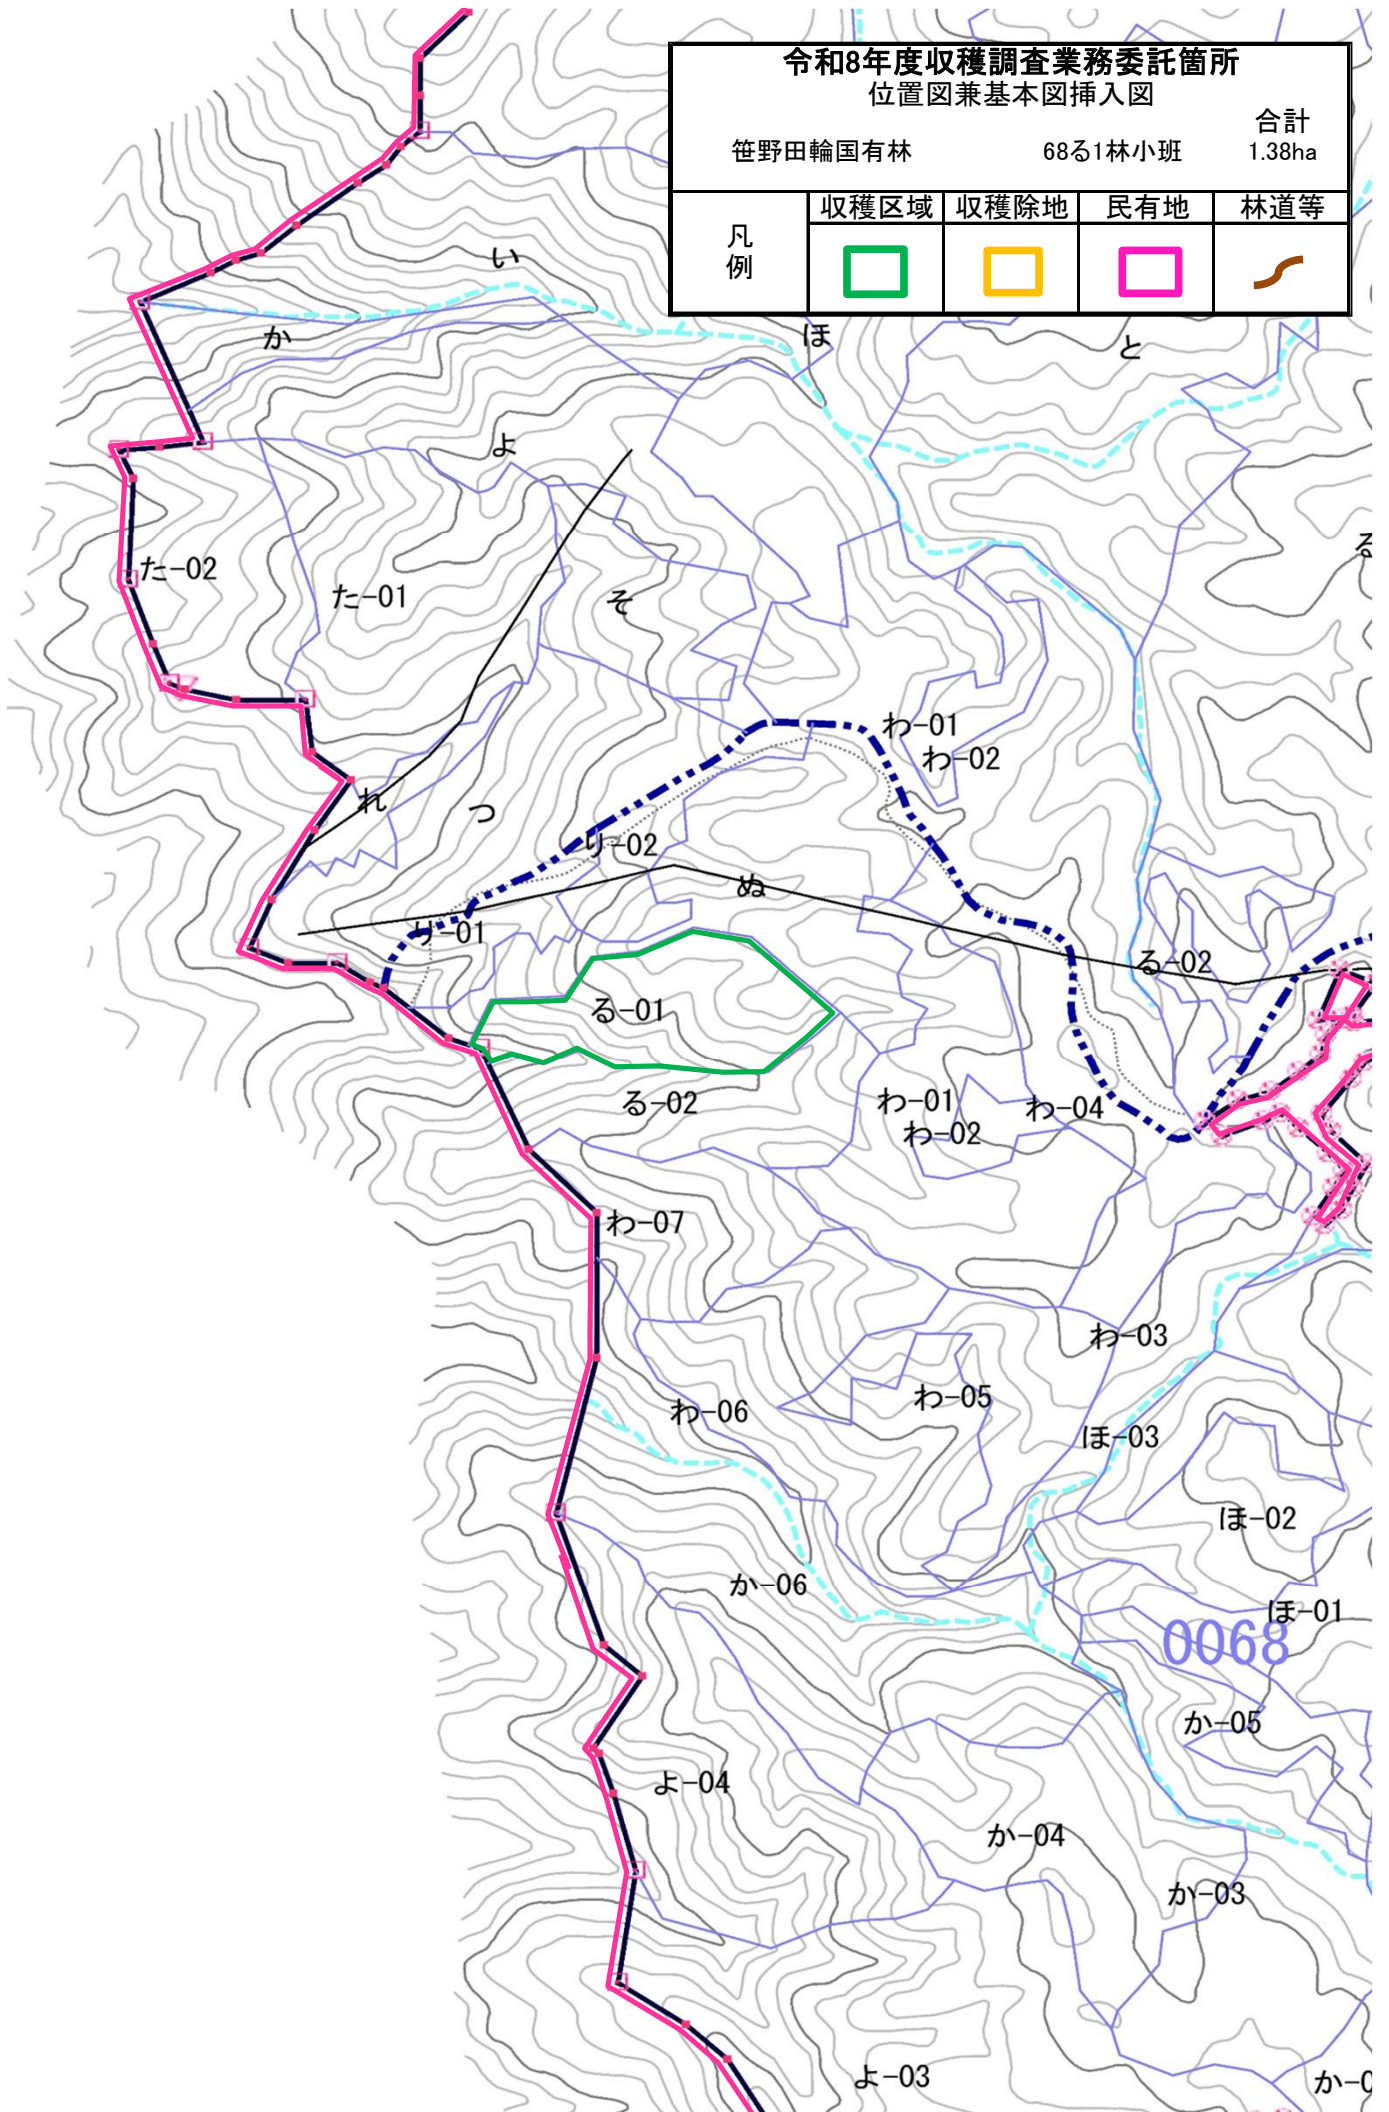 令和8年度収穫調査業務委託箇所
位置図兼基本図挿入図
合計
笹野田輪国有林 68る1林小班 1.38ha
収穫区域 収穫除地 民有地 林道等
凡例
い
か
ほ
と
よ
る
た-02
た-01
そ
わ-01
わ-02
れ
つ
り-02
ぬ
り-01
る-02
る-01
る-02
わ-01
わ-04
わ-02
わ-07
わ-03
わ-05
わ-06
ほ-03
ほ-02
か-06
ほ-01
0068
か-05
よ-04
か-04
か-03
よ-03
か-0